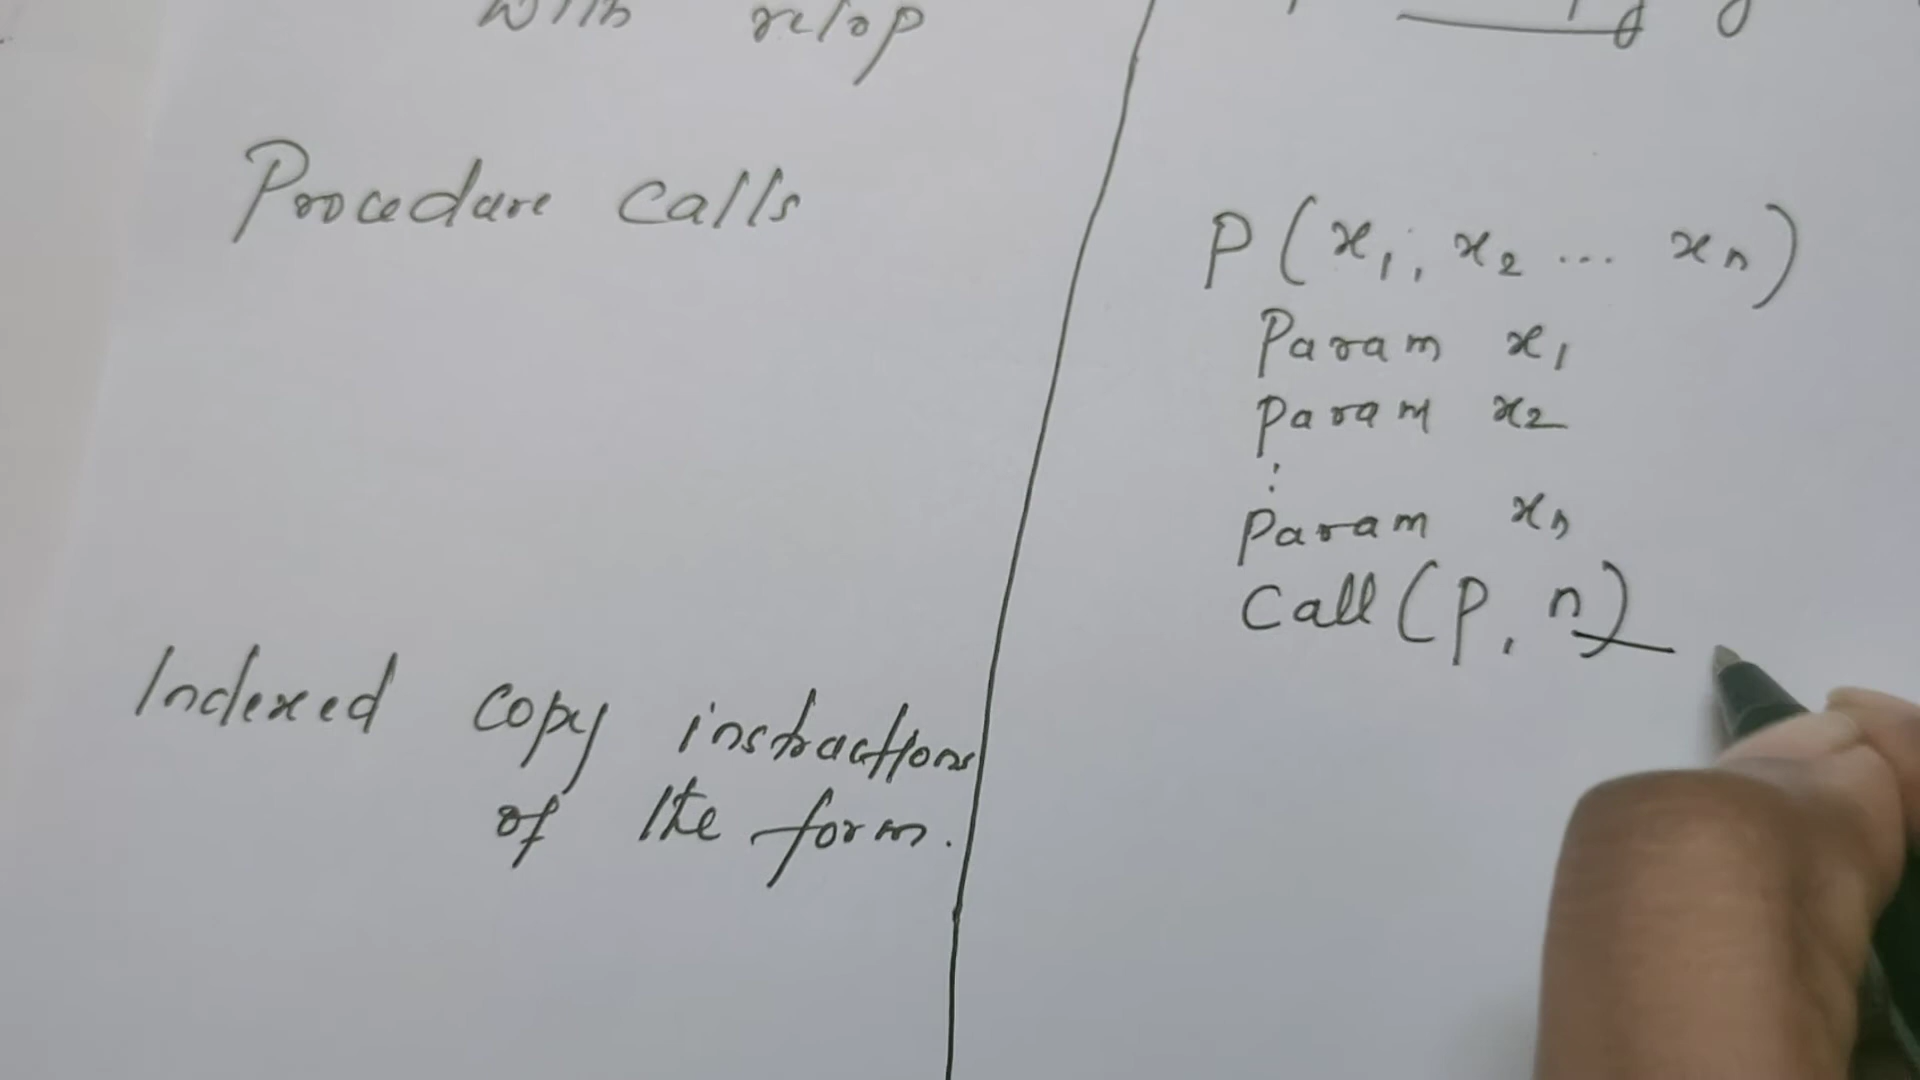 with relop
Procedure calls
P(x1, x2 ... xn)
Param x1
Param x2
:
Param xn
Call (P, n)
Indexed copy instructions
of the form.